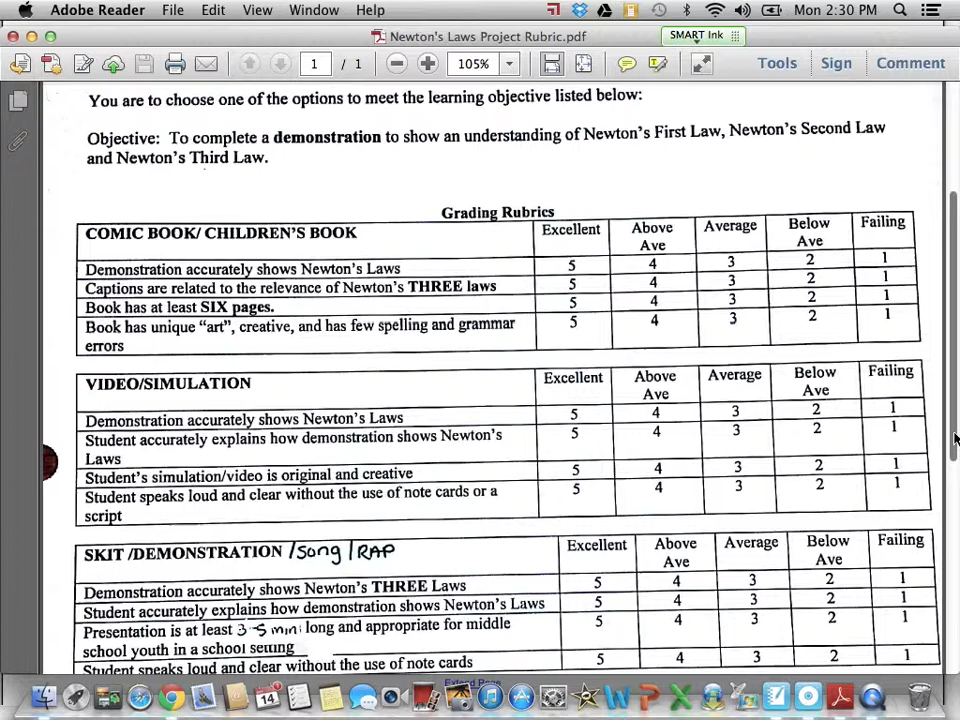 Adobe Reader File Edit View Window Help Mon 2:30 PM
Newton's Laws Project Rubric.pdf SMART Ink
1 / 1 105% Tools Sign Comment
You are to choose one of the options to meet the learning objective listed below:
Objective: To complete a demonstration to show an understanding of Newton's First Law, Newton's Second Law
and Newton's Third Law.
Grading Rubrics
COMIC BOOK/ CHILDREN'S BOOK Excellent Above Ave Average Below Ave Failing
Demonstration accurately shows Newton's Laws 5 4 3 2 1
Captions are related to the relevance of Newton's THREE laws 5 4 3 2 1
Book has at least SIX pages. 5 4 3 2 1
Book has unique "art", creative, and has few spelling and grammar 5 4 3 2 1
errors
VIDEO/SIMULATION Excellent Above Ave Average Below Ave Failing
Demonstration accurately shows Newton's Laws 5 4 3 2 1
Student accurately explains how demonstration shows Newton's 5 4 3 2 1
Laws
Student's simulation/video is original and creative 5 4 3 2 1
Student speaks loud and clear without the use of note cards or a 5 4 3 2 1
script
SKIT /DEMONSTRATION /Song /RAP Excellent Above Ave Average Below Ave Failing
Demonstration accurately shows Newton's THREE Laws 5 4 3 2 1
Student accurately explains how demonstration shows Newton's Laws 5 4 3 2 1
Presentation is at least 3-5 min long and appropriate for middle 5 4 3 2 1
school youth in a school setting
Student speaks loud and clear without the use of note cards 5 4 3 2 1
Extend Page
14